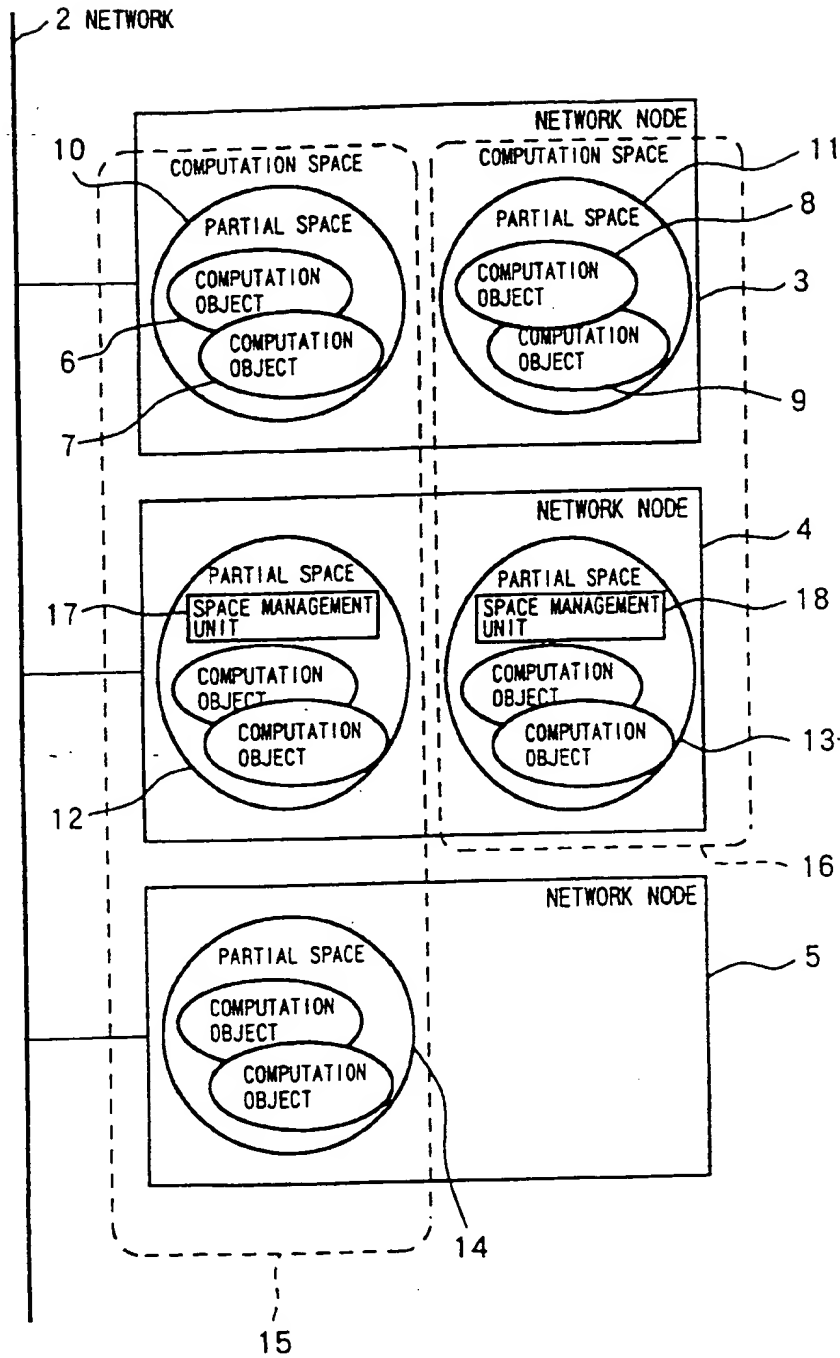 2 NETWORK
NETWORK NODE
10
COMPUTATION SPACE
COMPUTATION SPACE
11
PARTIAL SPACE
PARTIAL SPACE
8
COMPUTATION
OBJECT
COMPUTATION
OBJECT
3
COMPUTATION
OBJECT
COMPUTATION
OBJECT
6
7
9
NETWORK NODE
4
PARTIAL SPACE
PARTIAL SPACE
17
SPACE MANAGEMENT
UNIT
SPACE MANAGEMENT
UNIT
18
COMPUTATION
OBJECT
COMPUTATION
OBJECT
COMPUTATION
OBJECT
COMPUTATION
OBJECT
13
12
16
NETWORK NODE
PARTIAL SPACE
5
COMPUTATION
OBJECT
COMPUTATION
OBJECT
14
15